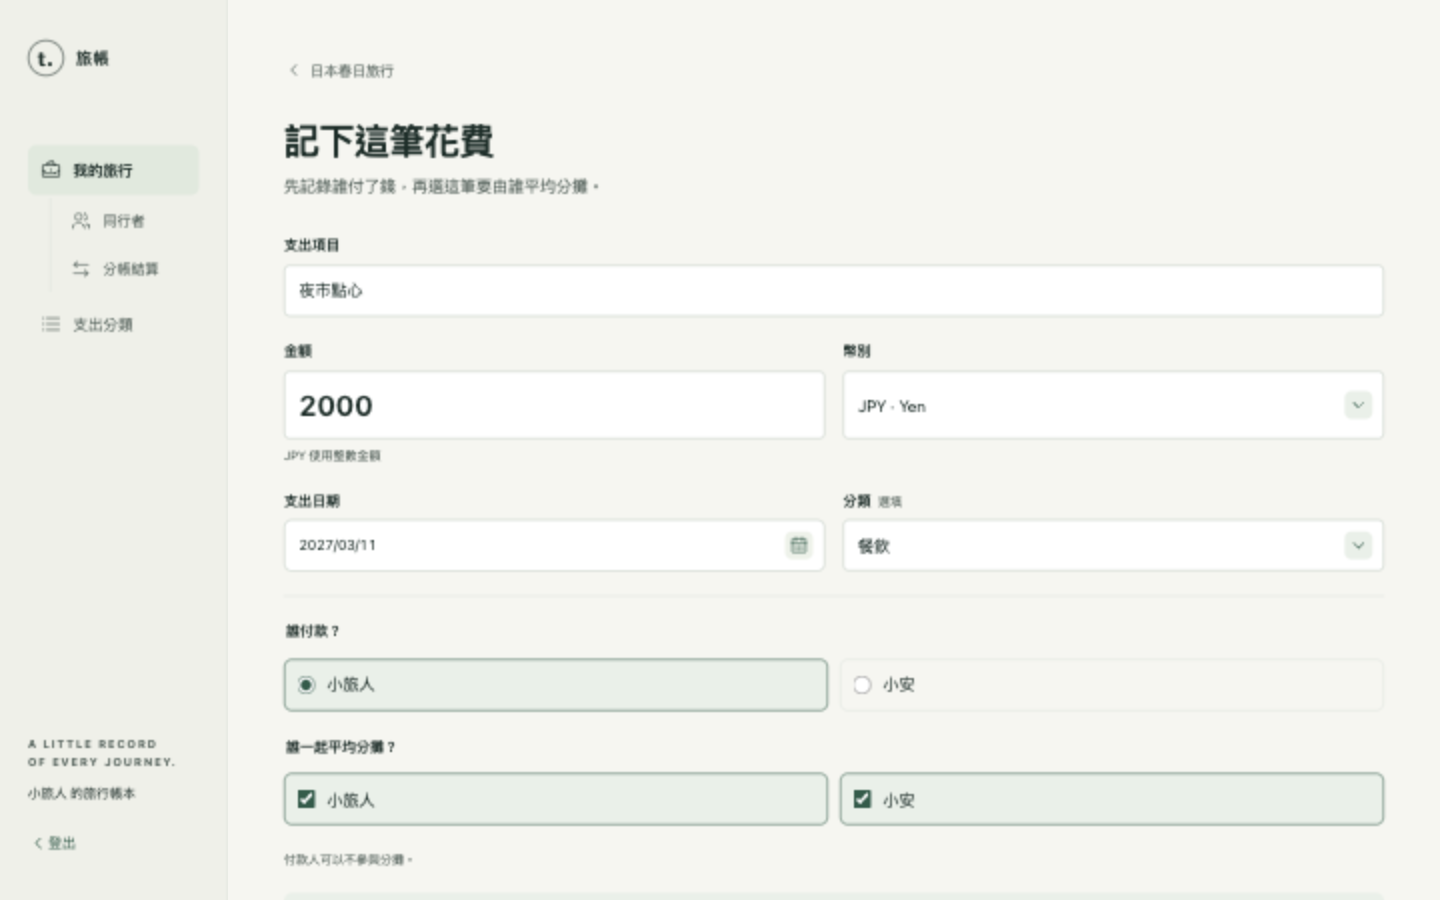 t. 旅帳
我的旅行
同行者
分帳結算
支出分類
A LITTLE RECORD
OF EVERY JOURNEY.
小旅人 的旅行帳本
登出
日本春日旅行
記下這筆花費
先記錄誰付了錢，再選這筆要由誰平均分攤。
支出項目
夜市點心
金額
2000
JPY 使用整數金額
幣別
JPY · Yen
支出日期
2027/03/11
分類 選填
餐飲
誰付款？
小旅人
小安
誰一起平均分攤？
小旅人
小安
付款人可以不參與分攤。